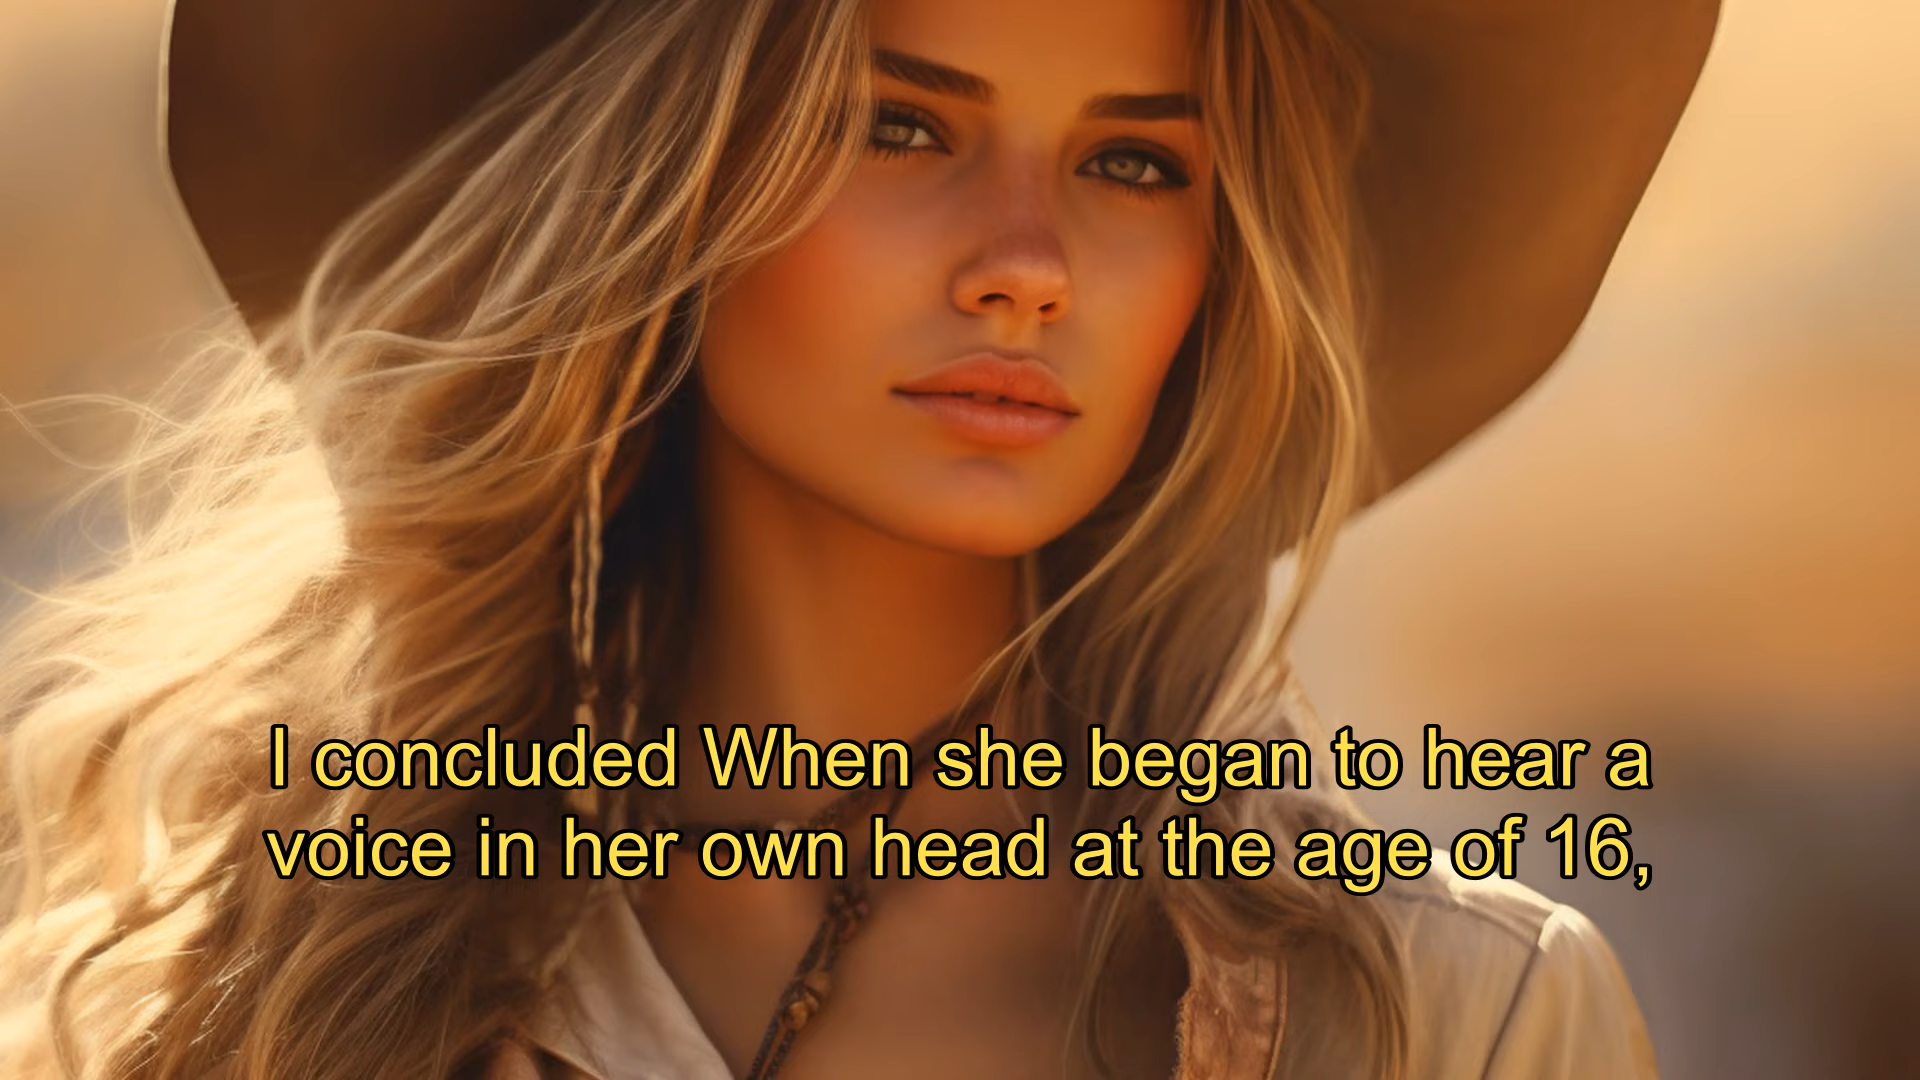 I concluded When she began to hear a
voice in her own head at the age of 16,